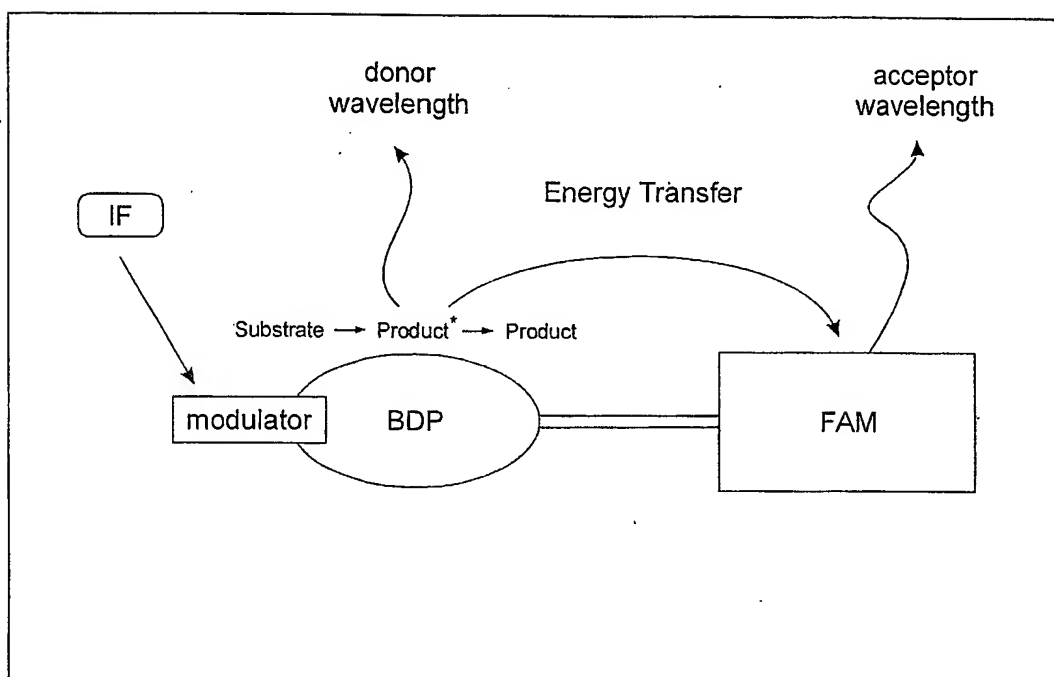 donor
wavelength
acceptor
wavelength
IF
Energy Transfer
Substrate → Product* → Product
modulator
BDP
FAM